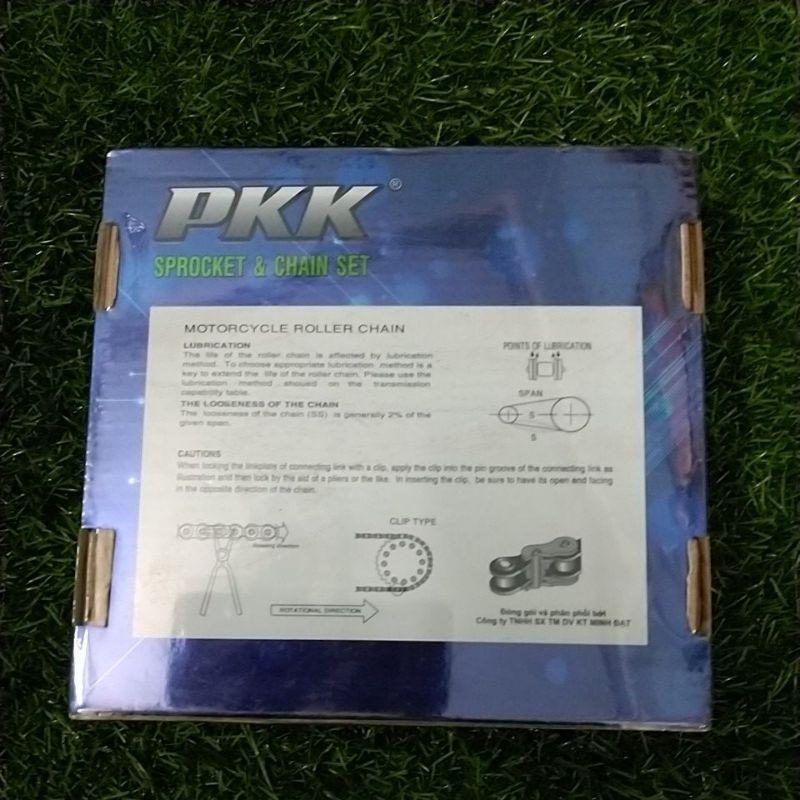 PKK®
SPROCKET & CHAIN SET
MOTORCYCLE ROLLER CHAIN
LUBRICATION
The life of the roller chain is affected by lubrication
method. To choose appropriate lubrication method is a
key to extend the life of the roller chain. Please use the
lubrication method shoued on the transmission
capability table.
THE LOOSENESS OF THE CHAIN
The looseness of the chain (SS) is generally 2% of the
given span.
POINTS OF LUBRICATION
SPAN
S
S
CAUTIONS
When locking the linkplate of connecting link with a clip, apply the clip into the pin groove of the connecting link as
illustration and then lock by the aid of a pliers or the like. In inserting the clip, be sure to have its open end facing
in the opposite direction of the chain.
CLIP TYPE
Rotating direction
ROTATIONAL DIRECTION
Đóng gói và phân phối bởi
Công ty TNHH SX TM DV KT MINH ĐẠT